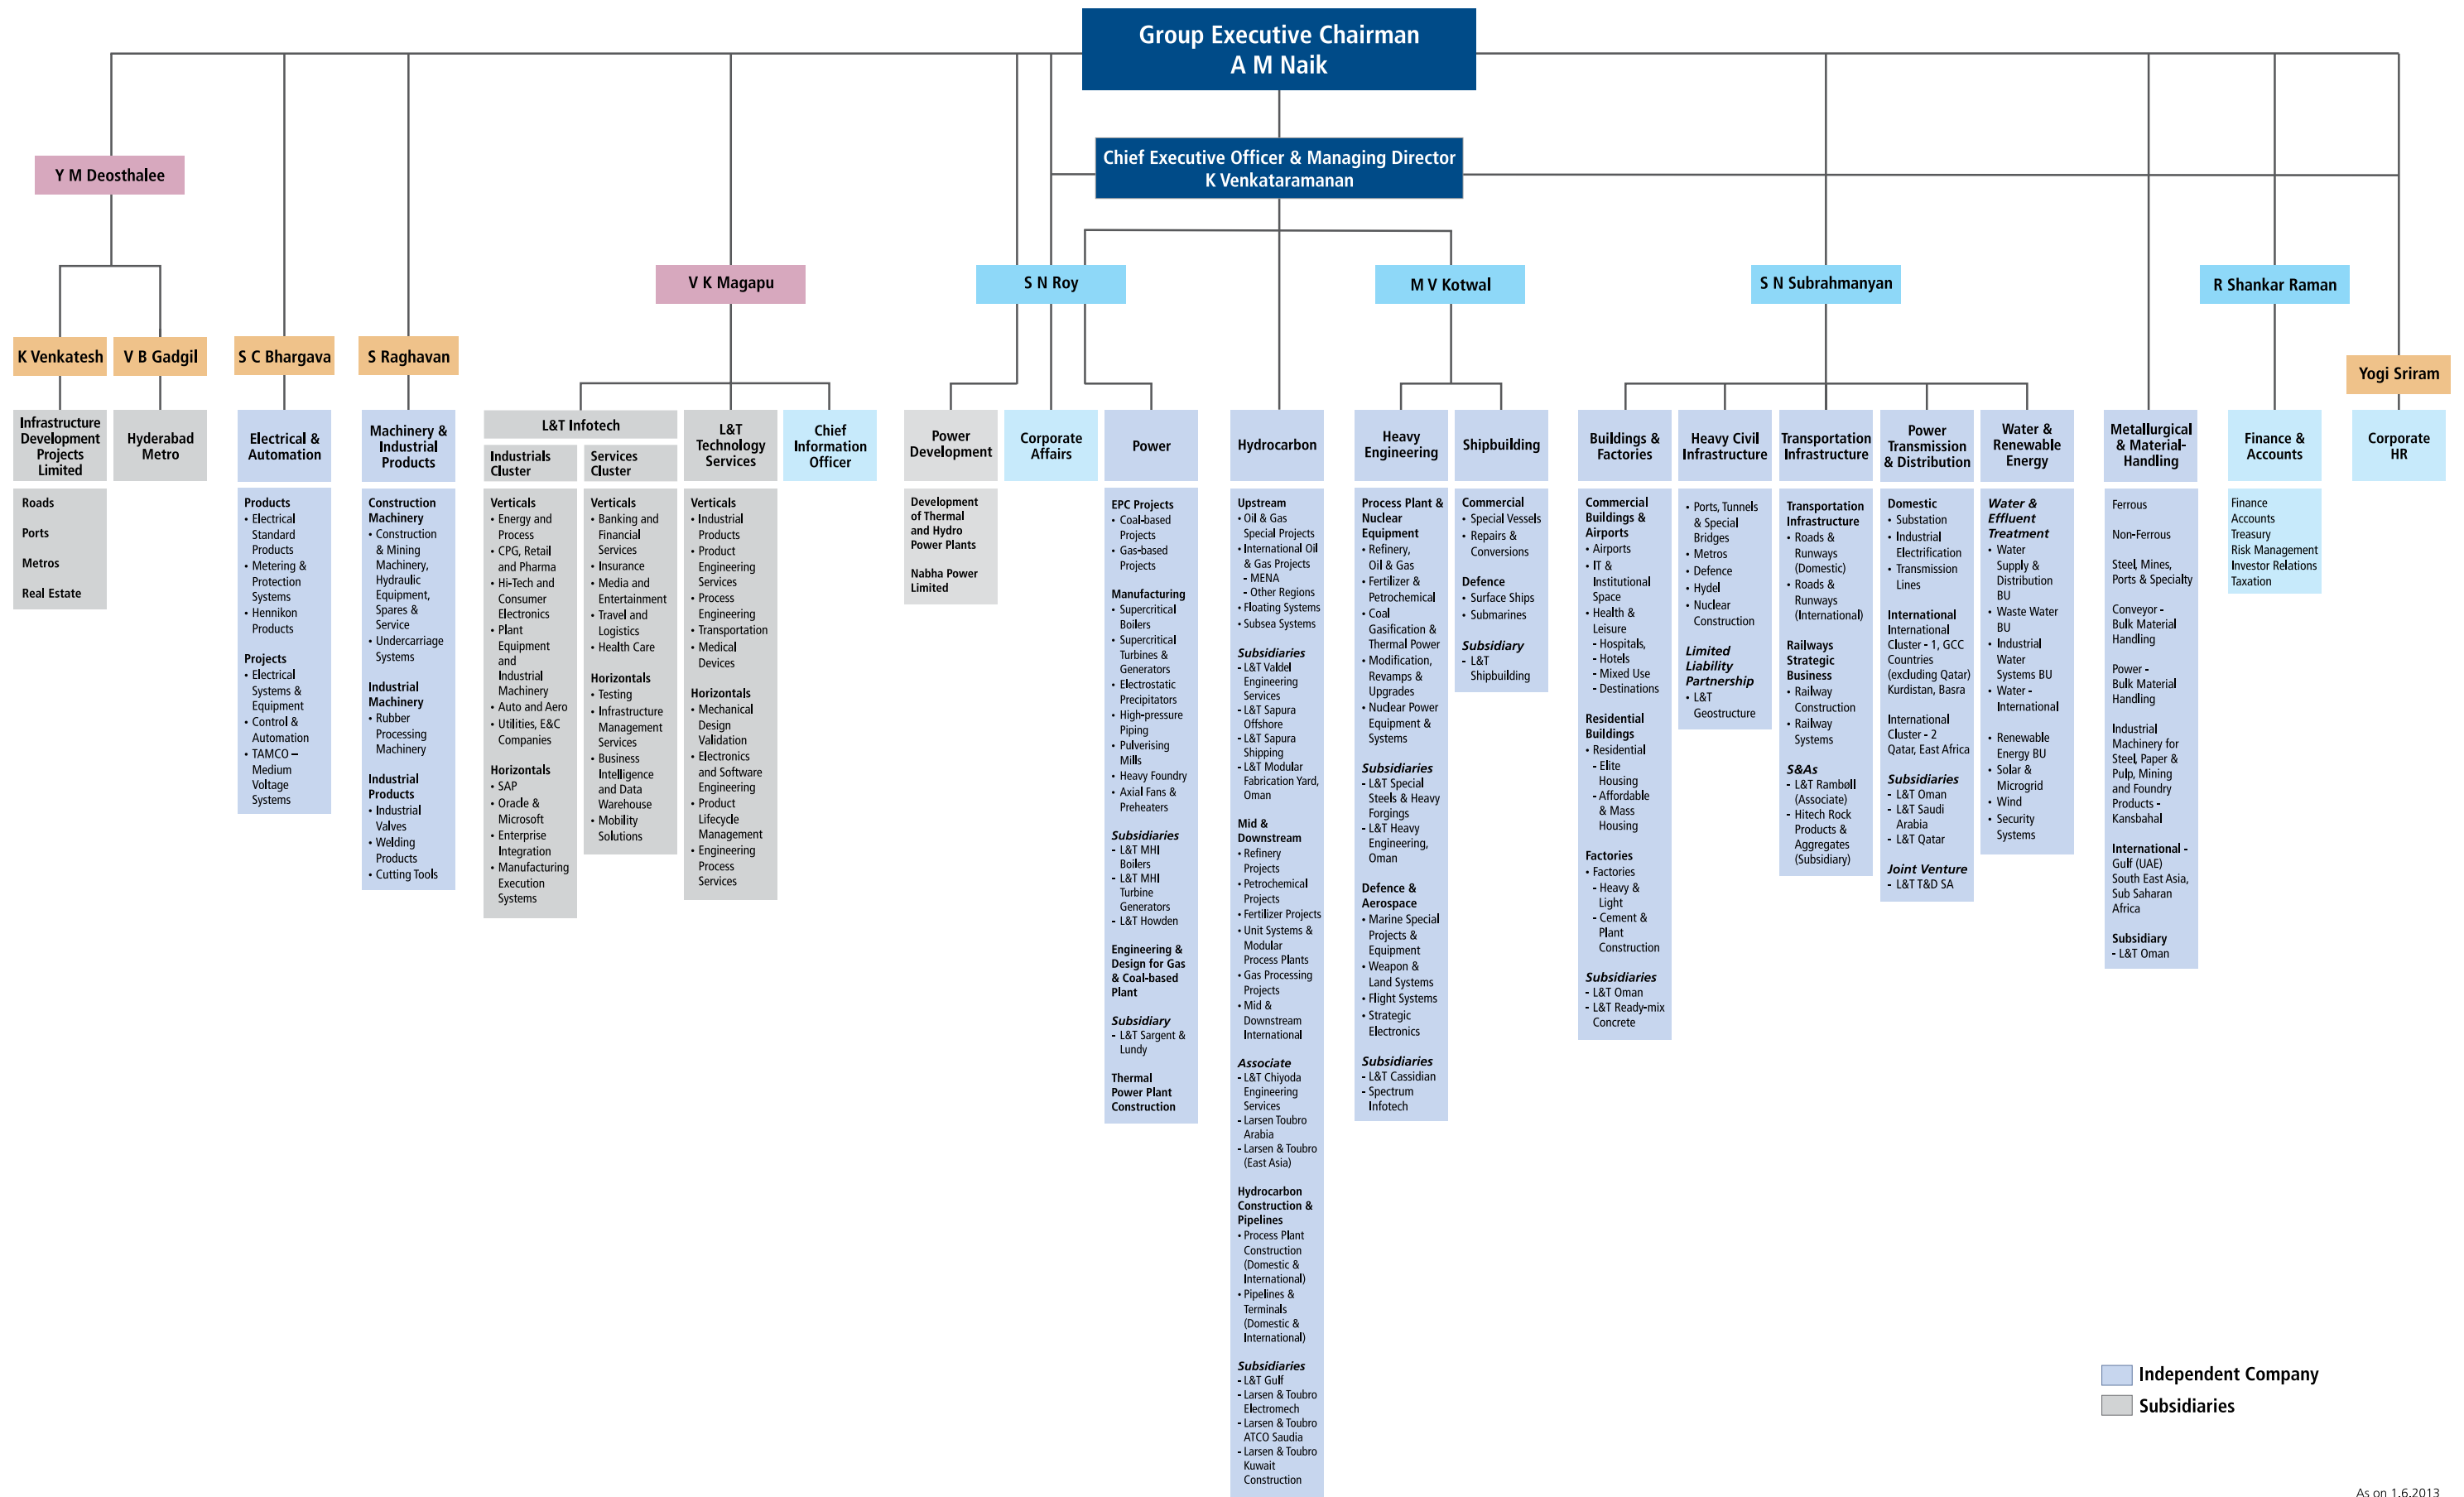 Group Executive Chairman
A M Naik
Chief Executive Officer & Managing Director
K Venkataramanan
Y M Deosthalee
V K Magapu
S N Roy
M V Kotwal
S N Subrahmanyan
R Shankar Raman
K Venkatesh
V B Gadgil
S C Bhargava
S Raghavan
Yogi Sriram
Infrastructure
Development
Projects
Limited
Roads
Ports
Metros
Real Estate
Hyderabad
Metro
Electrical &
Automation
Products
• Electrical
Standard
Products
• Metering &
Protection
Systems
• Hennikon
Products
Projects
• Electrical
Systems &
Equipment
• Control &
Automation
• TAMCO –
Medium
Voltage
Systems
Machinery &
Industrial
Products
Construction
Machinery
• Construction
& Mining
Machinery,
Hydraulic
Equipment,
Spares &
Service
• Undercarriage
Systems
Industrial
Machinery
• Rubber
Processing
Machinery
Industrial
Products
• Industrial
Valves
• Welding
Products
• Cutting Tools
L&T Infotech
Industrials
Cluster
Verticals
• Energy and
Process
• CPG, Retail
and Pharma
• Hi-Tech and
Consumer
Electronics
• Plant
Equipment
and
Industrial
Machinery
• Auto and Aero
• Utilities, E&C
Companies
Horizontals
• SAP
• Oracle &
Microsoft
• Enterprise
Integration
• Manufacturing
Execution
Systems
Services
Cluster
Verticals
• Banking and
Financial
Services
• Insurance
• Media and
Entertainment
• Travel and
Logistics
• Health Care
Horizontals
• Testing
• Infrastructure
Management
Services
• Business
Intelligence
and Data
Warehouse
• Mobility
Solutions
L&T
Technology
Services
Verticals
• Industrial
Products
• Product
Engineering
Services
• Process
Engineering
• Transportation
• Medical
Devices
Horizontals
• Mechanical
Design
Validation
• Electronics
and Software
Engineering
• Product
Lifecycle
Management
• Engineering
Process
Services
Chief
Information
Officer
Power
Development
Development
of Thermal
and Hydro
Power Plants
Nabha Power
Limited
Corporate
Affairs
Power
EPC Projects
• Coal-based
Projects
• Gas-based
Projects
Manufacturing
• Supercritical
Boilers
• Supercritical
Turbines &
Generators
• Electrostatic
Precipitators
• High-pressure
Piping
• Pulverising
Mills
• Heavy Foundry
• Axial Fans &
Preheaters
Subsidiaries
- L&T MHI
Boilers
- L&T MHI
Turbine
Generators
- L&T Howden
Engineering &
Design for Gas
& Coal-based
Plant
Subsidiary
- L&T Sargent &
Lundy
Thermal
Power Plant
Construction
Hydrocarbon
Upstream
• Oil & Gas
Special Projects
• International Oil
& Gas Projects
- MENA
- Other Regions
• Floating Systems
• Subsea Systems
Subsidiaries
- L&T Valdel
Engineering
Services
- L&T Sapura
Offshore
- L&T Sapura
Shipping
- L&T Modular
Fabrication Yard,
Oman
Mid &
Downstream
• Refinery
Projects
• Petrochemical
Projects
• Fertilizer Projects
• Unit Systems &
Modular
Process Plants
• Gas Processing
Projects
• Mid &
Downstream
International
Associate
- L&T Chiyoda
Engineering
Services
- Larsen Toubro
Arabia
- Larsen & Toubro
(East Asia)
Hydrocarbon
Construction &
Pipelines
• Process Plant
Construction
(Domestic &
International)
• Pipelines &
Terminals
(Domestic &
International)
Subsidiaries
- L&T Gulf
- Larsen & Toubro
Electromech
- Larsen & Toubro
ATCO Saudia
- Larsen & Toubro
Kuwait
Construction
Heavy
Engineering
Process Plant &
Nuclear
Equipment
• Refinery,
Oil & Gas
• Fertilizer &
Petrochemical
• Coal
Gasification &
Thermal Power
• Modification,
Revamps &
Upgrades
• Nuclear Power
Equipment &
Systems
Subsidiaries
- L&T Special
Steels & Heavy
Forgings
- L&T Heavy
Engineering,
Oman
Defence &
Aerospace
• Marine Special
Projects &
Equipment
• Weapon &
Land Systems
• Flight Systems
• Strategic
Electronics
Subsidiaries
- L&T Cassidian
- Spectrum
Infotech
Shipbuilding
Commercial
• Special Vessels
• Repairs &
Conversions
Defence
• Surface Ships
• Submarines
Subsidiary
- L&T
Shipbuilding
Buildings &
Factories
Commercial
Buildings &
Airports
• Airports
• IT &
Institutional
Space
• Health &
Leisure
- Hospitals,
- Hotels
- Mixed Use
- Destinations
Residential
Buildings
• Residential
- Elite
Housing
- Affordable
& Mass
Housing
Factories
• Factories
- Heavy &
Light
- Cement &
Plant
Construction
Subsidiaries
- L&T Oman
- L&T Ready-mix
Concrete
Heavy Civil
Infrastructure
• Ports, Tunnels
& Special
Bridges
• Metros
• Defence
• Hydel
• Nuclear
Construction
Limited
Liability
Partnership
• L&T
Geostructure
Transportation
Infrastructure
Transportation
Infrastructure
• Roads &
Runways
(Domestic)
• Roads &
Runways
(International)
Railways
Strategic
Business
• Railway
Construction
• Railway
Systems
S&As
- L&T Rambøll
(Associate)
- Hitech Rock
Products &
Aggregates
(Subsidiary)
Power
Transmission
& Distribution
Domestic
• Substation
• Industrial
Electrification
• Transmission
Lines
International
International
Cluster - 1, GCC
Countries
(excluding Qatar)
Kurdistan, Basra
International
Cluster - 2
Qatar, East Africa
Subsidiaries
- L&T Oman
- L&T Saudi
Arabia
- L&T Qatar
Joint Venture
- L&T T&D SA
Water &
Renewable
Energy
Water &
Effluent
Treatment
• Water
Supply &
Distribution
BU
• Waste Water
BU
• Industrial
Water
Systems BU
• Water -
International
• Renewable
Energy BU
• Solar &
Microgrid
• Wind
• Security
Systems
Metallurgical
& Material-
Handling
Ferrous
Non-Ferrous
Steel, Mines,
Ports & Specialty
Conveyor -
Bulk Material
Handling
Power -
Bulk Material
Handling
Industrial
Machinery for
Steel, Paper &
Pulp, Mining
and Foundry
Products -
Kansbahal
International -
Gulf (UAE)
South East Asia,
Sub Saharan
Africa
Subsidiary
- L&T Oman
Finance &
Accounts
Finance
Accounts
Treasury
Risk Management
Investor Relations
Taxation
Corporate
HR
Independent Company
Subsidiaries
As on 1.6.2013